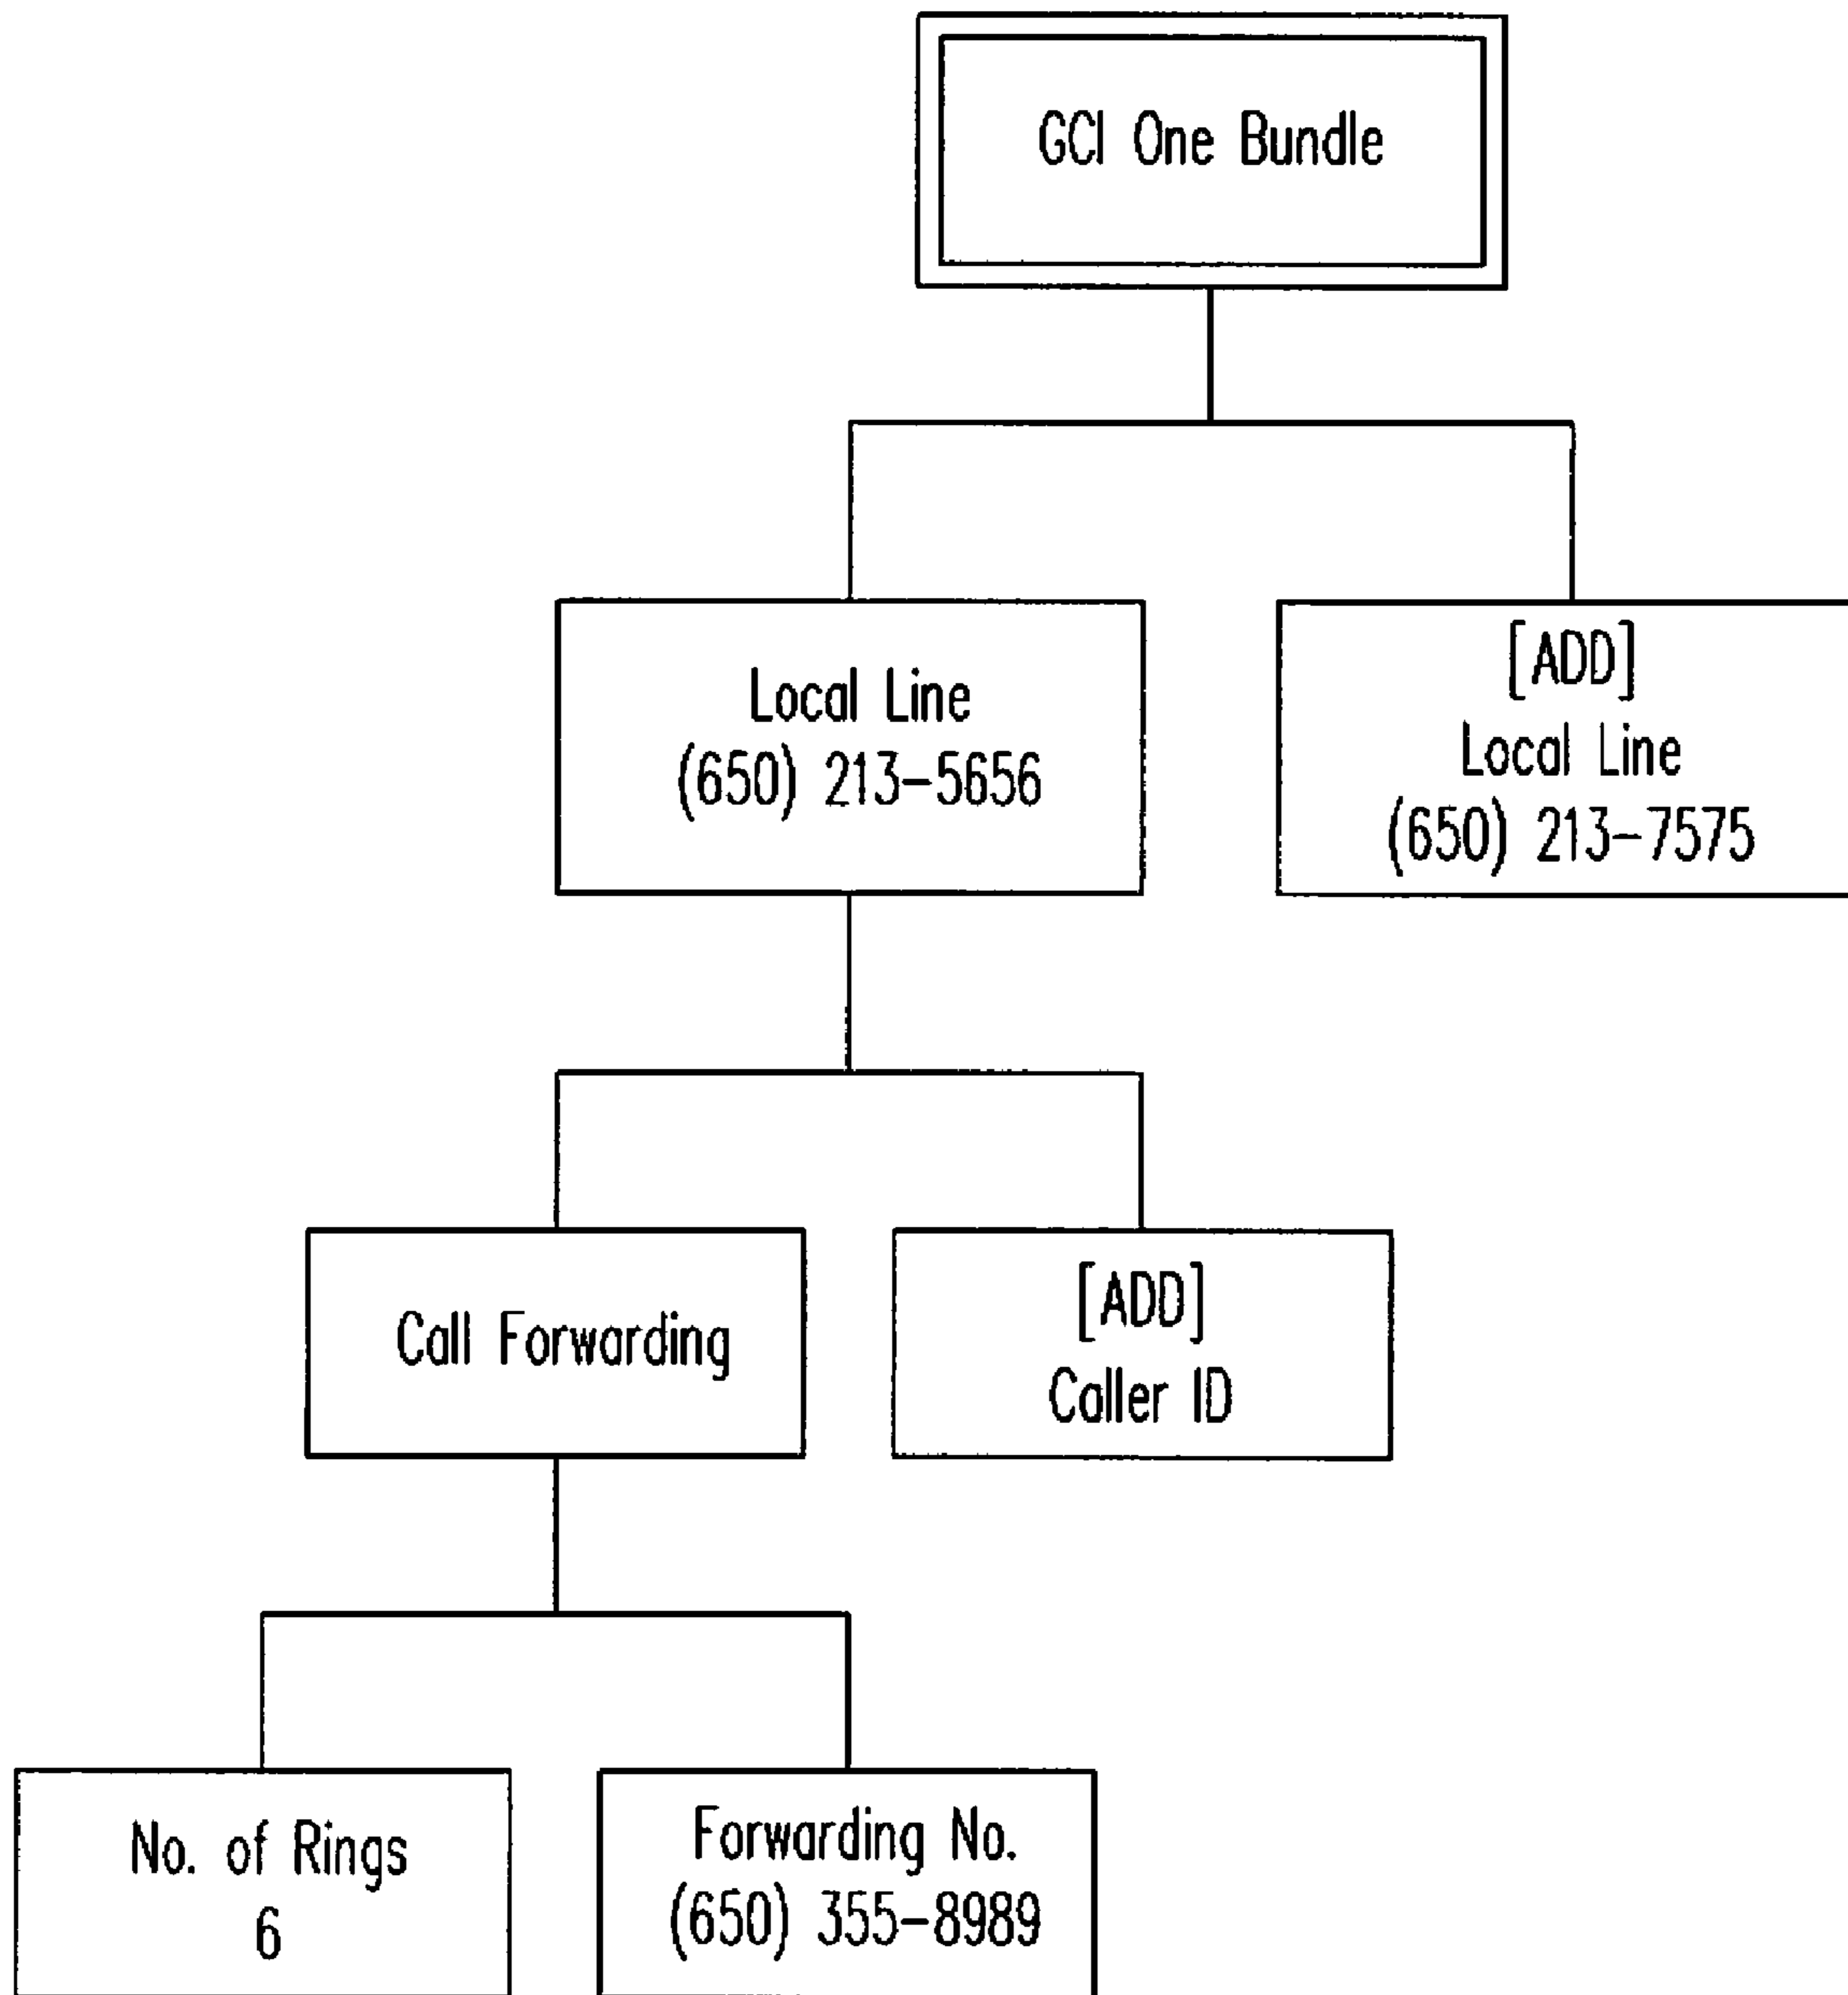 GCI One Bundle
Local Line
(650) 213-5656
[ADD]
Local Line
(650) 213-7575
Call Forwarding
[ADD]
Caller ID
No. of Rings
6
Forwarding No.
(650) 355-8989